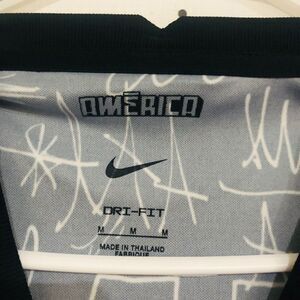 AMÉRICA
DRI-FIT
M M M
MADE IN THAILAND
FABRIQUÉ